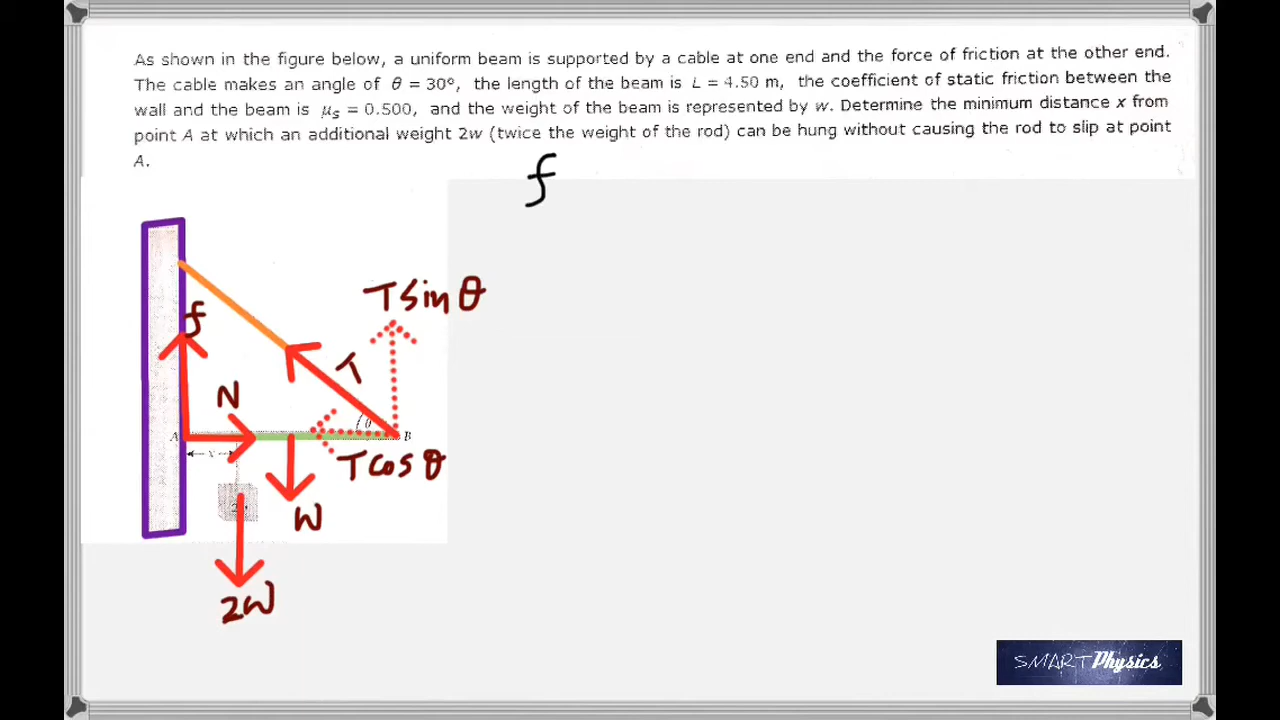 As shown in the figure below, a uniform beam is supported by a cable at one end and the force of friction at the other end.
The cable makes an angle of θ = 30°, the length of the beam is L = 4.50 m, the coefficient of static friction between the
wall and the beam is μs = 0.500, and the weight of the beam is represented by w. Determine the minimum distance x from
point A at which an additional weight 2w (twice the weight of the rod) can be hung without causing the rod to slip at point
A.
f
T sin θ
f
T
N
θ
A
B
x
T cos θ
W
2W
SMART Physics